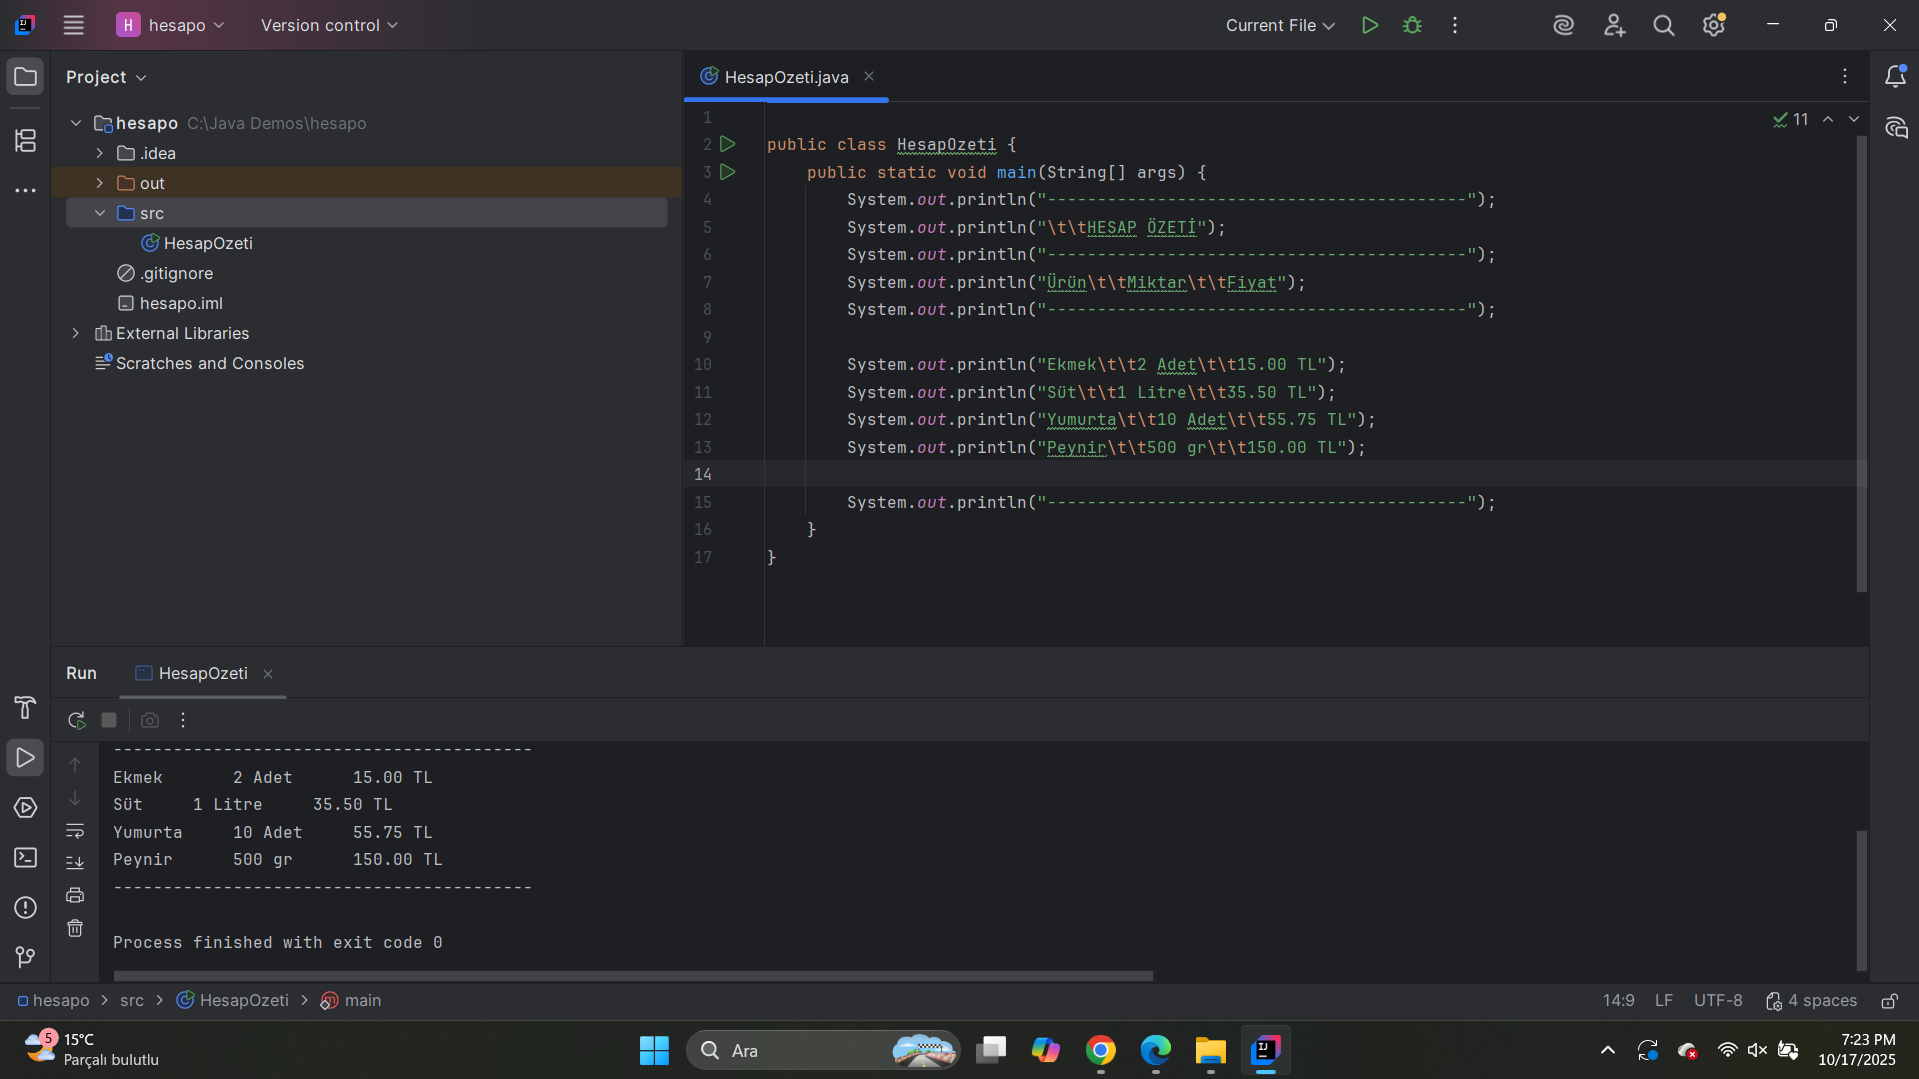 H hesapo Version control Current File
Project
HesapOzeti.java
hesapo C:\Java Demos\hesapo
.idea
out
src
HesapOzeti
.gitignore
hesapo.iml
External Libraries
Scratches and Consoles
11
1
2 public class HesapOzeti {
3 public static void main(String[] args) {
4 System.out.println("------------------------------------------");
5 System.out.println("\t\tHESAP ÖZETİ");
6 System.out.println("------------------------------------------");
7 System.out.println("Ürün\t\tMiktar\t\tFiyat");
8 System.out.println("------------------------------------------");
9
10 System.out.println("Ekmek\t\t2 Adet\t\t15.00 TL");
11 System.out.println("Süt\t\t1 Litre\t\t35.50 TL");
12 System.out.println("Yumurta\t\t10 Adet\t\t55.75 TL");
13 System.out.println("Peynir\t\t500 gr\t\t150.00 TL");
14
15 System.out.println("------------------------------------------");
16 }
17 }
Run HesapOzeti
------------------------------------------
Ekmek 2 Adet 15.00 TL
Süt 1 Litre 35.50 TL
Yumurta 10 Adet 55.75 TL
Peynir 500 gr 150.00 TL
------------------------------------------
Process finished with exit code 0
hesapo > src > HesapOzeti > main 14:9 LF UTF-8 4 spaces
5 15°C
Parçalı bulutlu
Ara
7:23 PM
10/17/2025